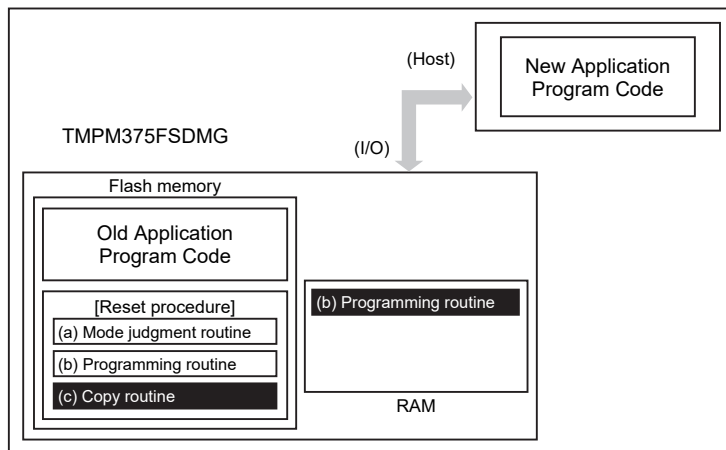 (Host)
New Application
Program Code
TMPM375FSDMG
(I/O)
Flash memory
Old Application
Program Code
[Reset procedure]
(a) Mode judgment routine
(b) Programming routine
(c) Copy routine
(b) Programming routine
RAM